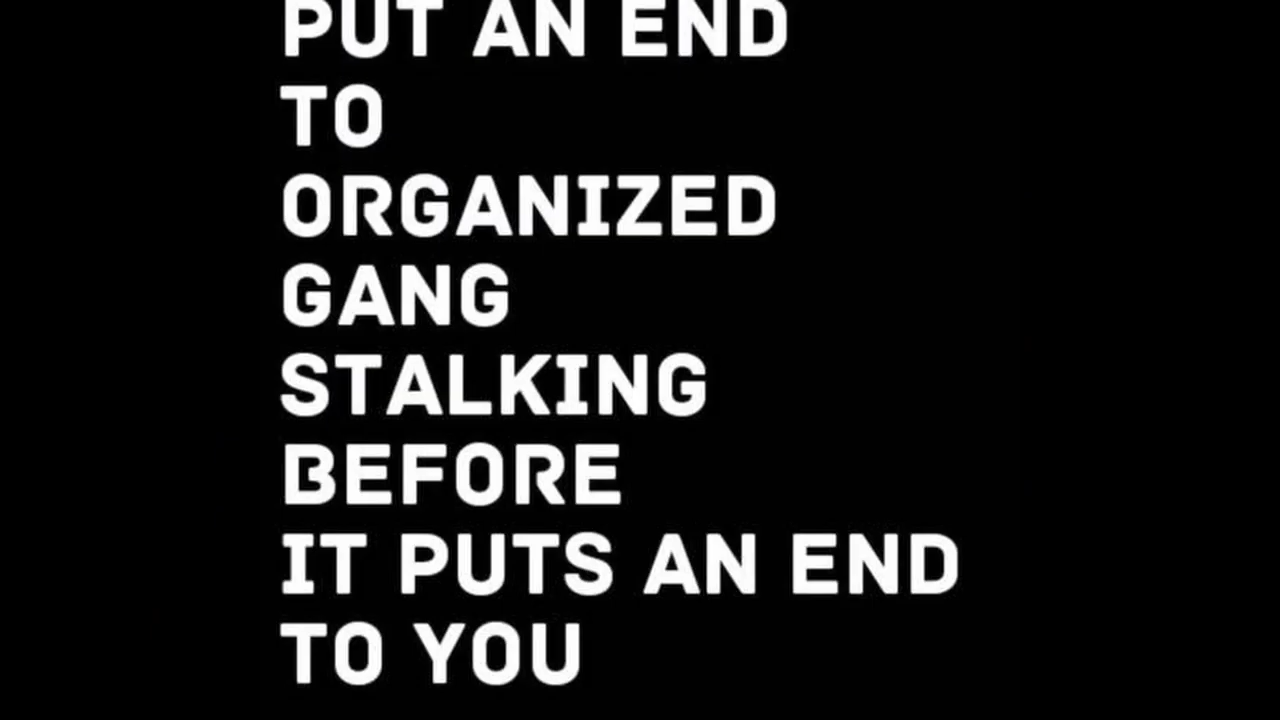 PUT AN END
TO
ORGANIZED
GANG
STALKING
BEFORE
IT PUTS AN END
TO YOU